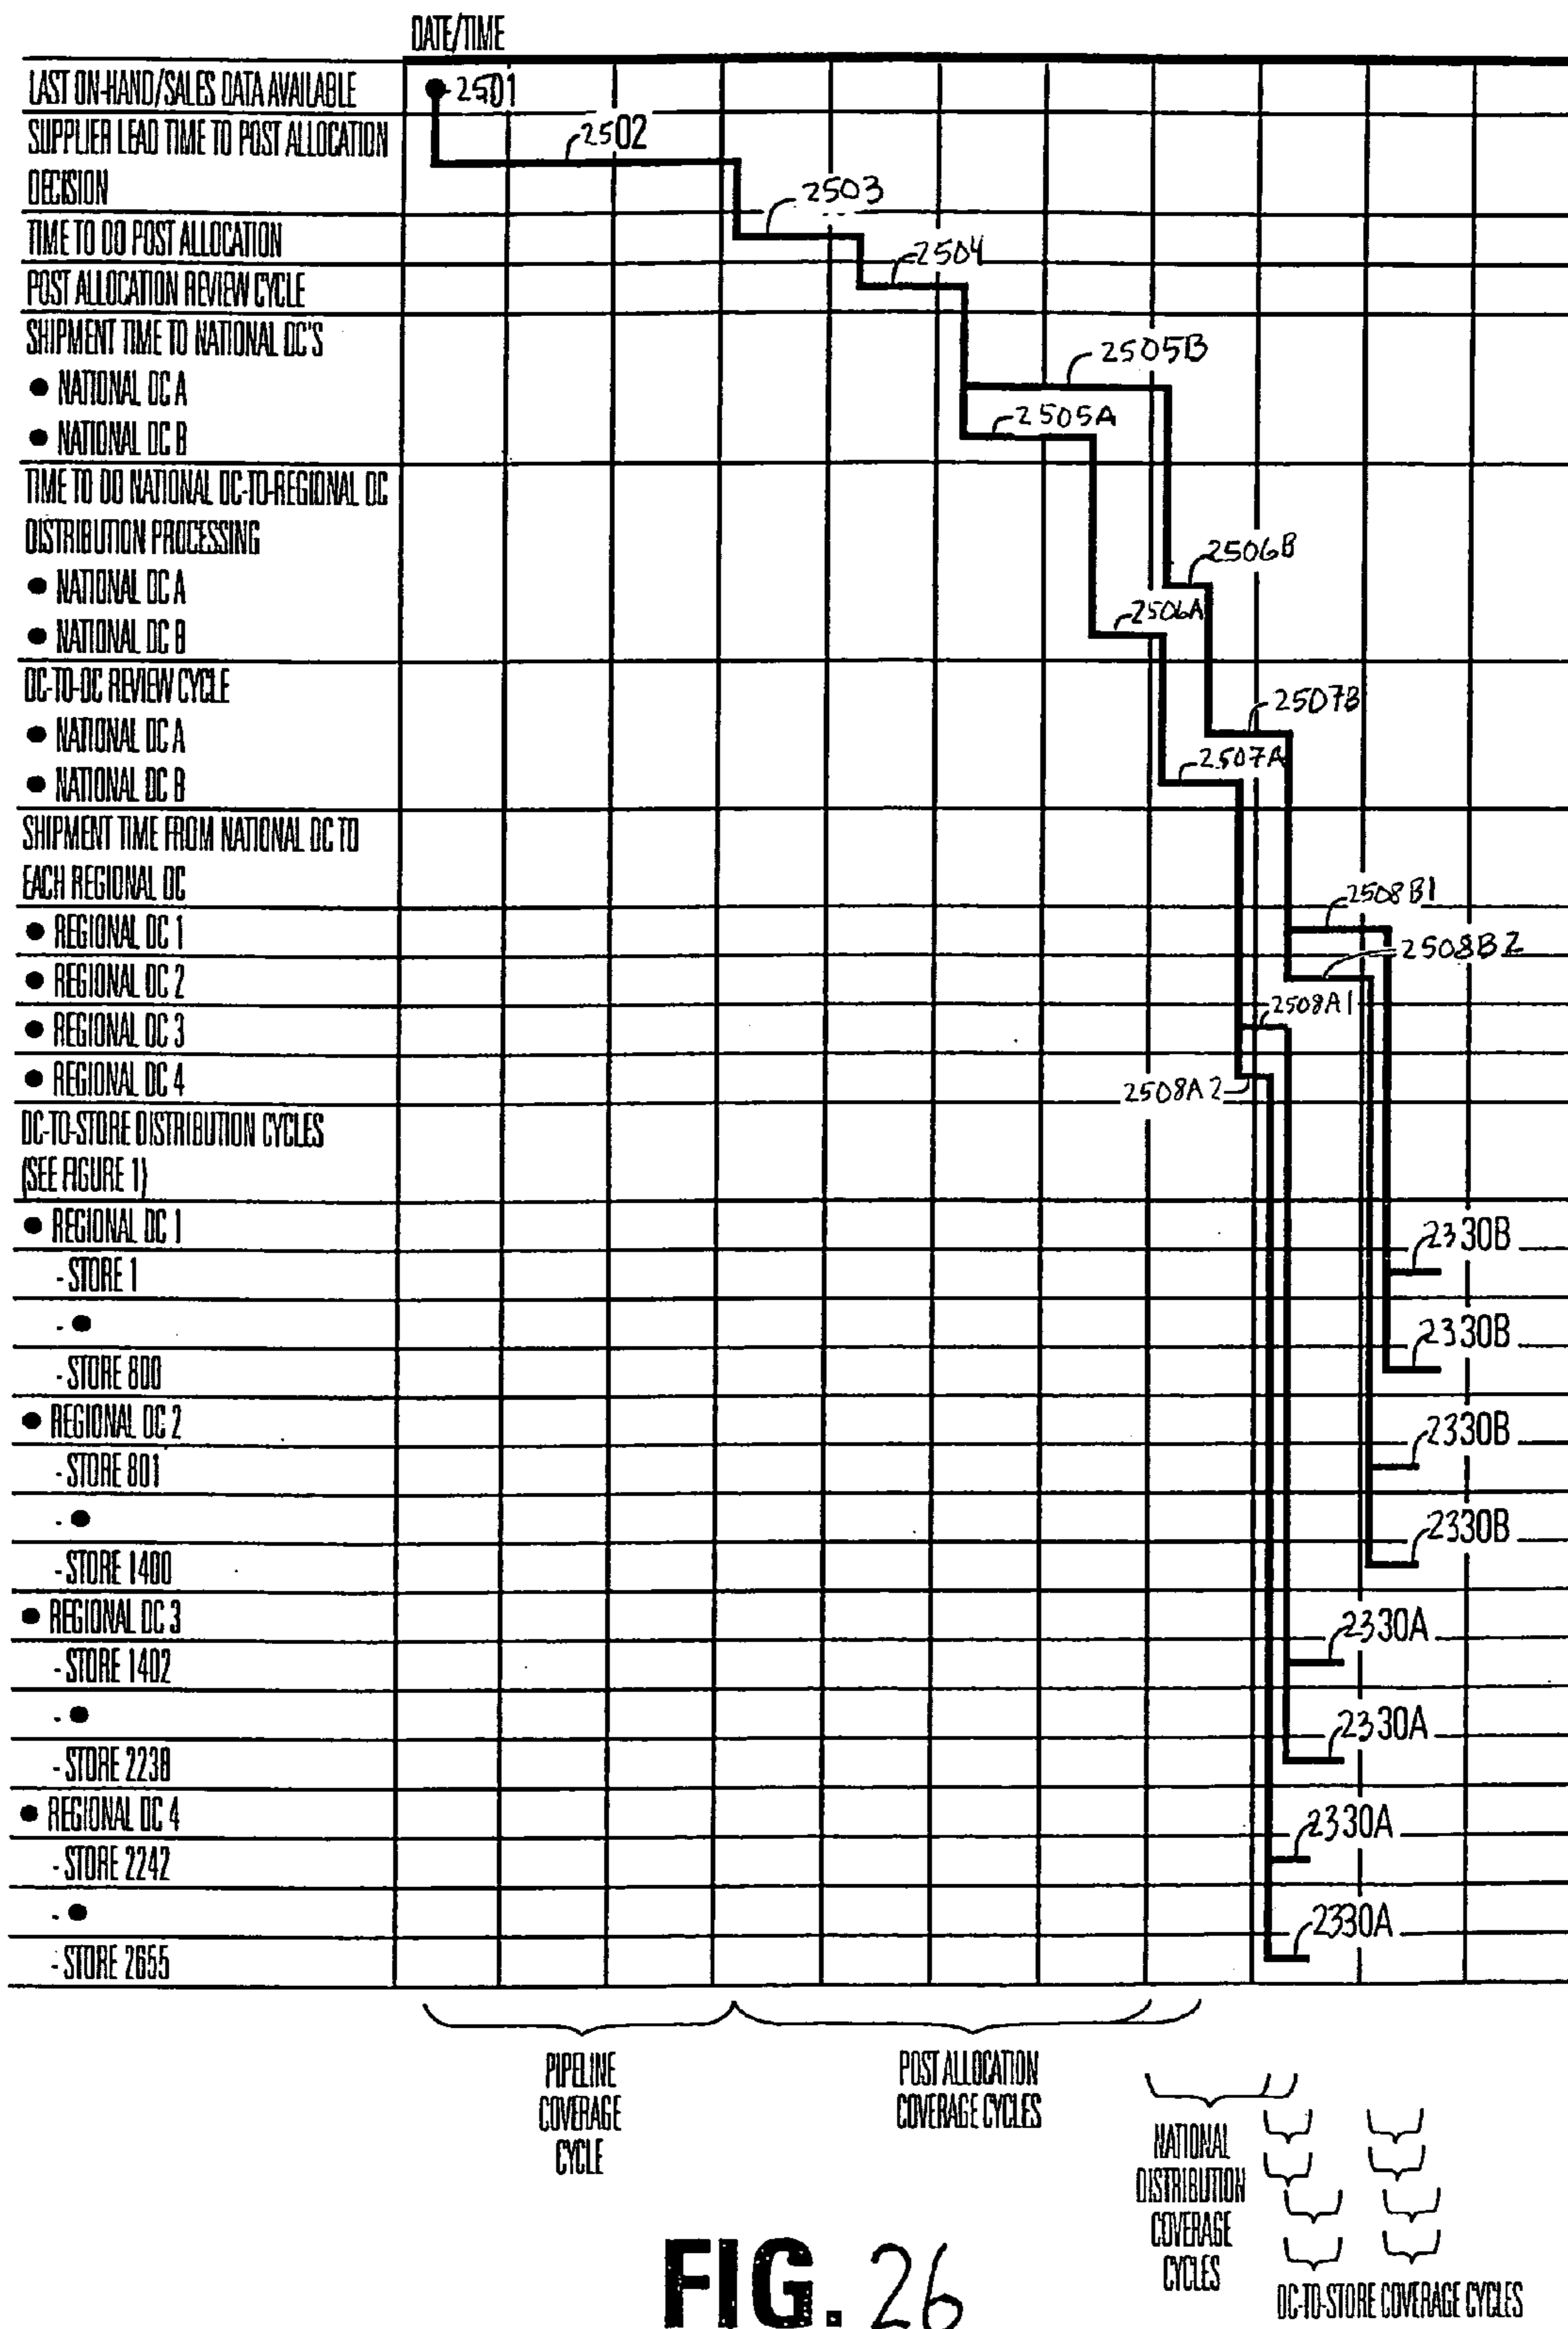 DATE/TIME
LAST ON-HAND/SALES DATA AVAILABLE
2501
SUPPLIER LEAD TIME TO POST ALLOCATION
DECISION
2502
2503
TIME TO DO POST ALLOCATION
2504
POST ALLOCATION REVIEW CYCLE
SHIPMENT TIME TO NATIONAL DC'S
2505B
● NATIONAL DC A
2505A
● NATIONAL DC B
TIME TO DO NATIONAL DC-TO-REGIONAL DC
DISTRIBUTION PROCESSING
2506B
● NATIONAL DC A
2506A
● NATIONAL DC B
DC-TO-DC REVIEW CYCLE
2507B
● NATIONAL DC A
2507A
● NATIONAL DC B
SHIPMENT TIME FROM NATIONAL DC TO
EACH REGIONAL DC
2508B1
● REGIONAL DC 1
2508B2
● REGIONAL DC 2
2508A1
● REGIONAL DC 3
● REGIONAL DC 4
2508A2
DC-TO-STORE DISTRIBUTION CYCLES
(SEE FIGURE 1)
● REGIONAL DC 1
2330B
- STORE 1
- ●
2330B
- STORE 800
● REGIONAL DC 2
2330B
- STORE 801
- ●
2330B
- STORE 1400
● REGIONAL DC 3
2330A
- STORE 1402
- ●
2330A
- STORE 2238
● REGIONAL DC 4
2330A
- STORE 2242
- ●
2330A
- STORE 2655
PIPELINE
COVERAGE
CYCLE
POST ALLOCATION
COVERAGE CYCLES
NATIONAL
DISTRIBUTION
COVERAGE
CYCLES
DC-TO-STORE COVERAGE CYCLES
FIG. 26